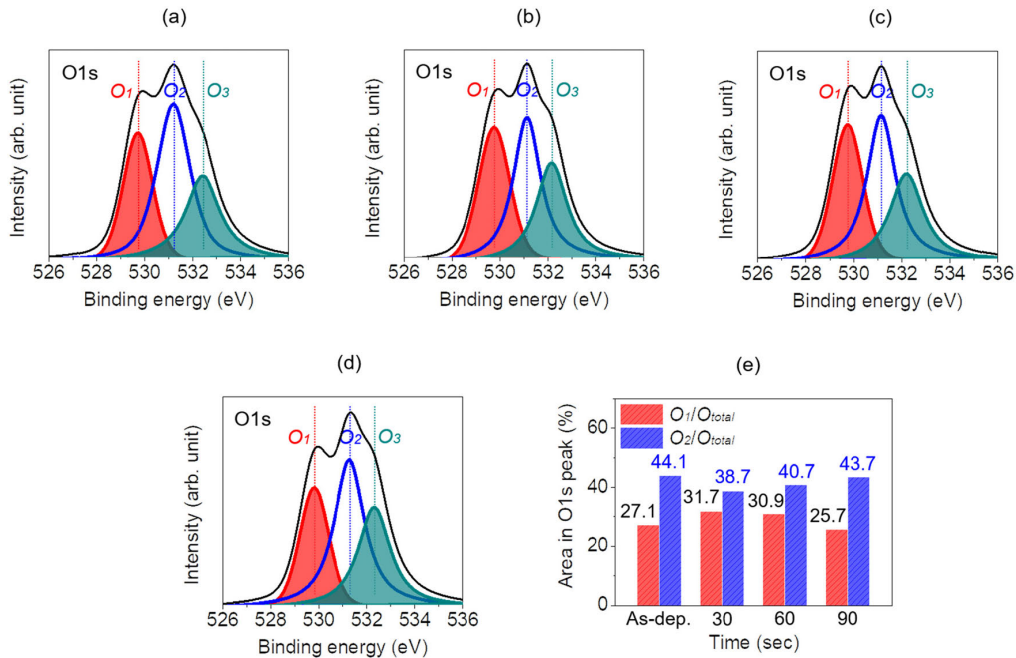 (a)
O1s
O1
O2
O3
Intensity (arb. unit)
526 528 530 532 534 536
Binding energy (eV)
(b)
O1s
O1
O2
O3
Intensity (arb. unit)
526 528 530 532 534 536
Binding energy (eV)
(c)
O1s
O1
O2
O3
Intensity (arb. unit)
526 528 530 532 534 536
Binding energy (eV)
(d)
O1s
O1
O2
O3
Intensity (arb. unit)
526 528 530 532 534 536
Binding energy (eV)
(e)
O1/Ototal
O2/Ototal
Area in O1s peak (%)
60
40
20
0
27.1
44.1
31.7
38.7
30.9
40.7
25.7
43.7
As-dep. 30 60 90
Time (sec)